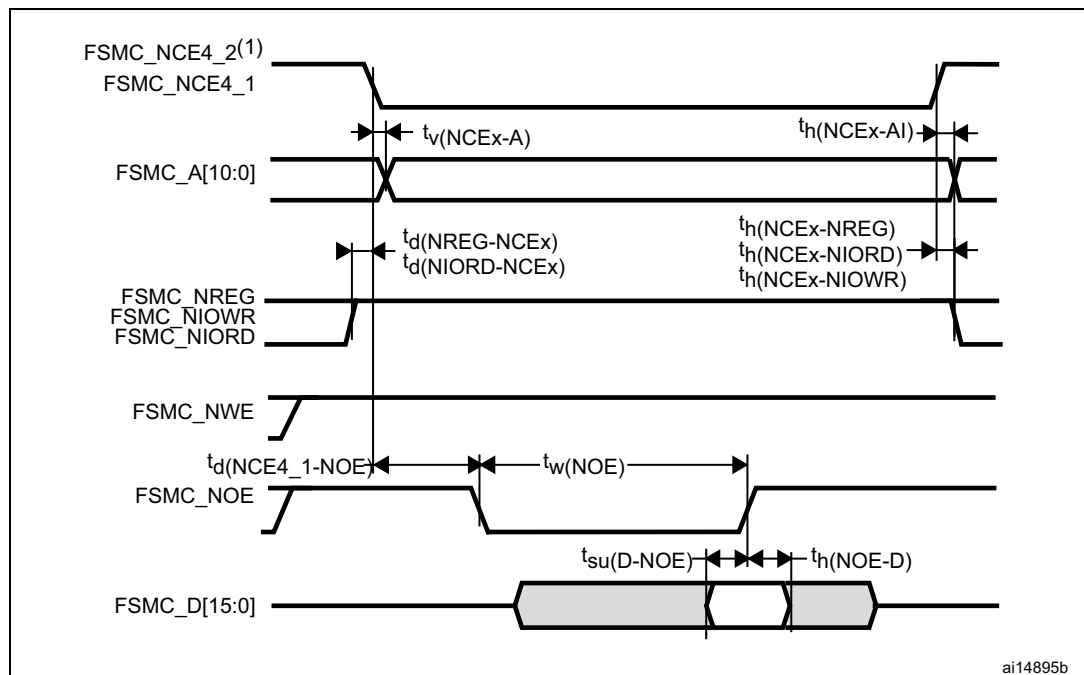 FSMC_NCE4_2(1)
FSMC_NCE4_1
tv(NCEx-A)
th(NCEx-AI)
FSMC_A[10:0]
td(NREG-NCEx)
td(NIORD-NCEx)
th(NCEx-NREG)
th(NCEx-NIORD)
th(NCEx-NIOWR)
FSMC_NREG
FSMC_NIOWR
FSMC_NIORD
FSMC_NWE
td(NCE4_1-NOE)
tw(NOE)
FSMC_NOE
tsu(D-NOE)
th(NOE-D)
FSMC_D[15:0]
ai14895b